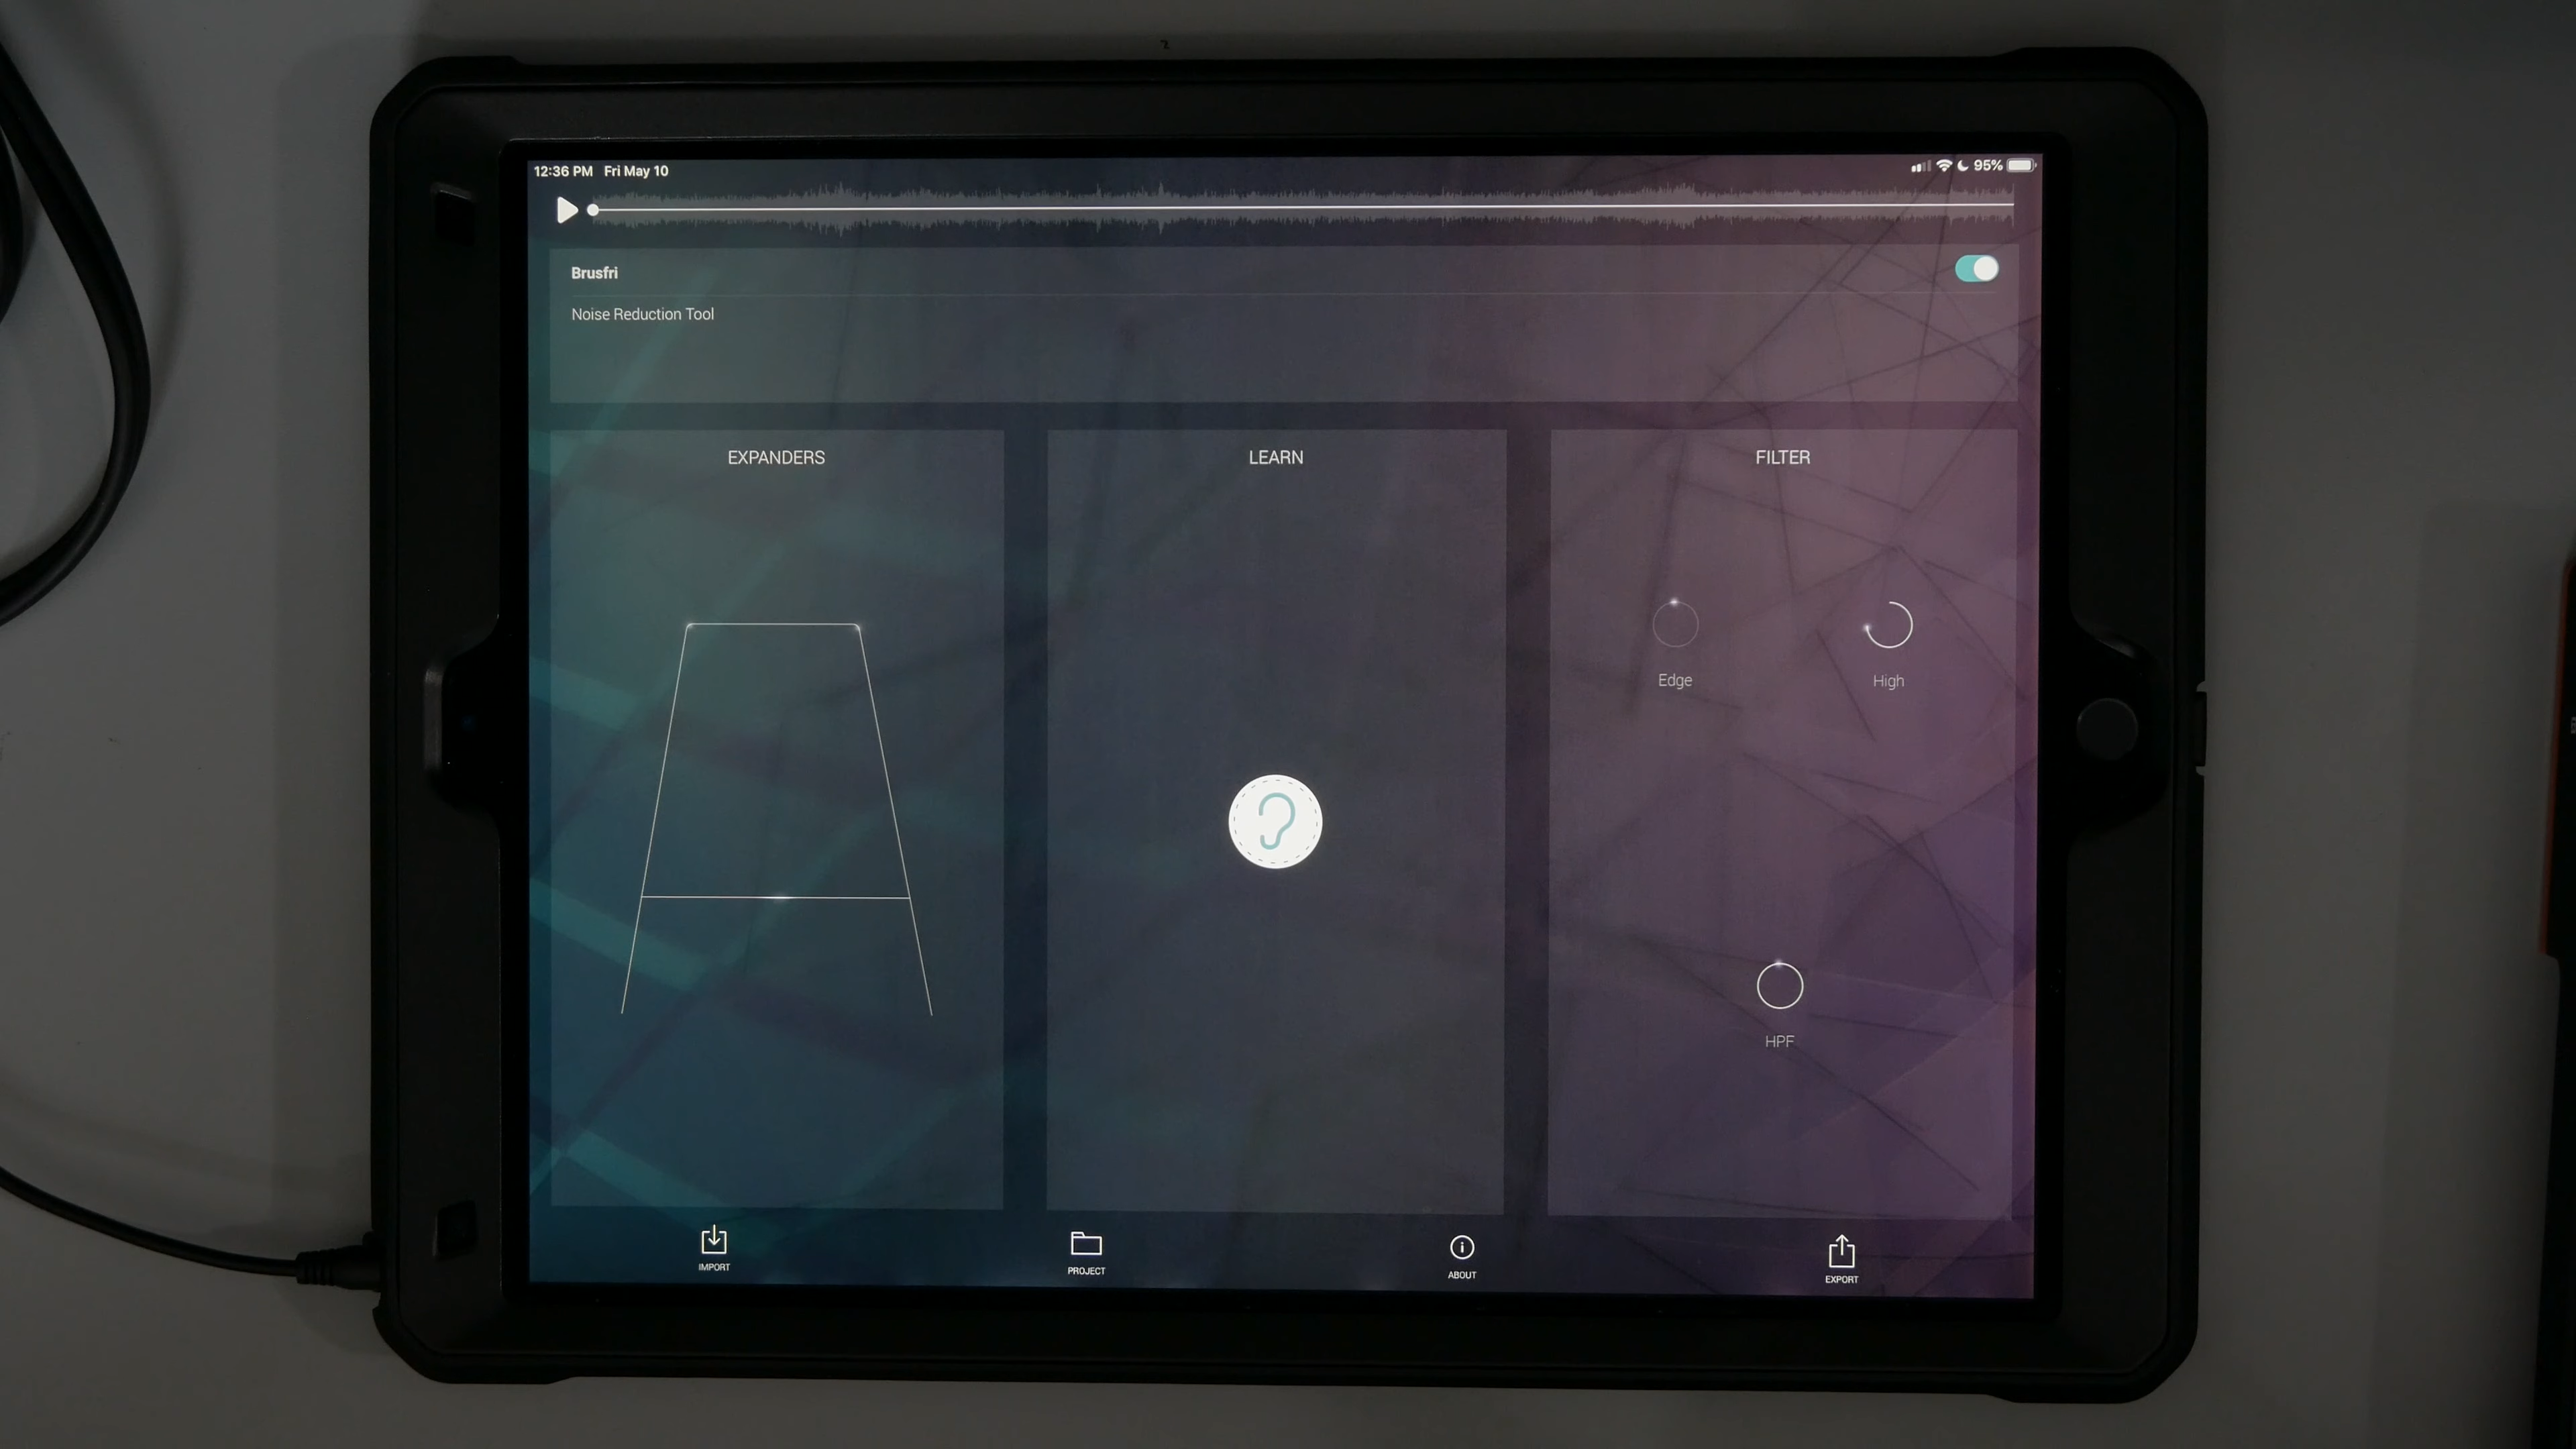 12:36 PM Fri May 10
95%
Brusfri
Noise Reduction Tool
EXPANDERS
LEARN
FILTER
Edge
High
HPF
IMPORT
PROJECT
ABOUT
EXPORT